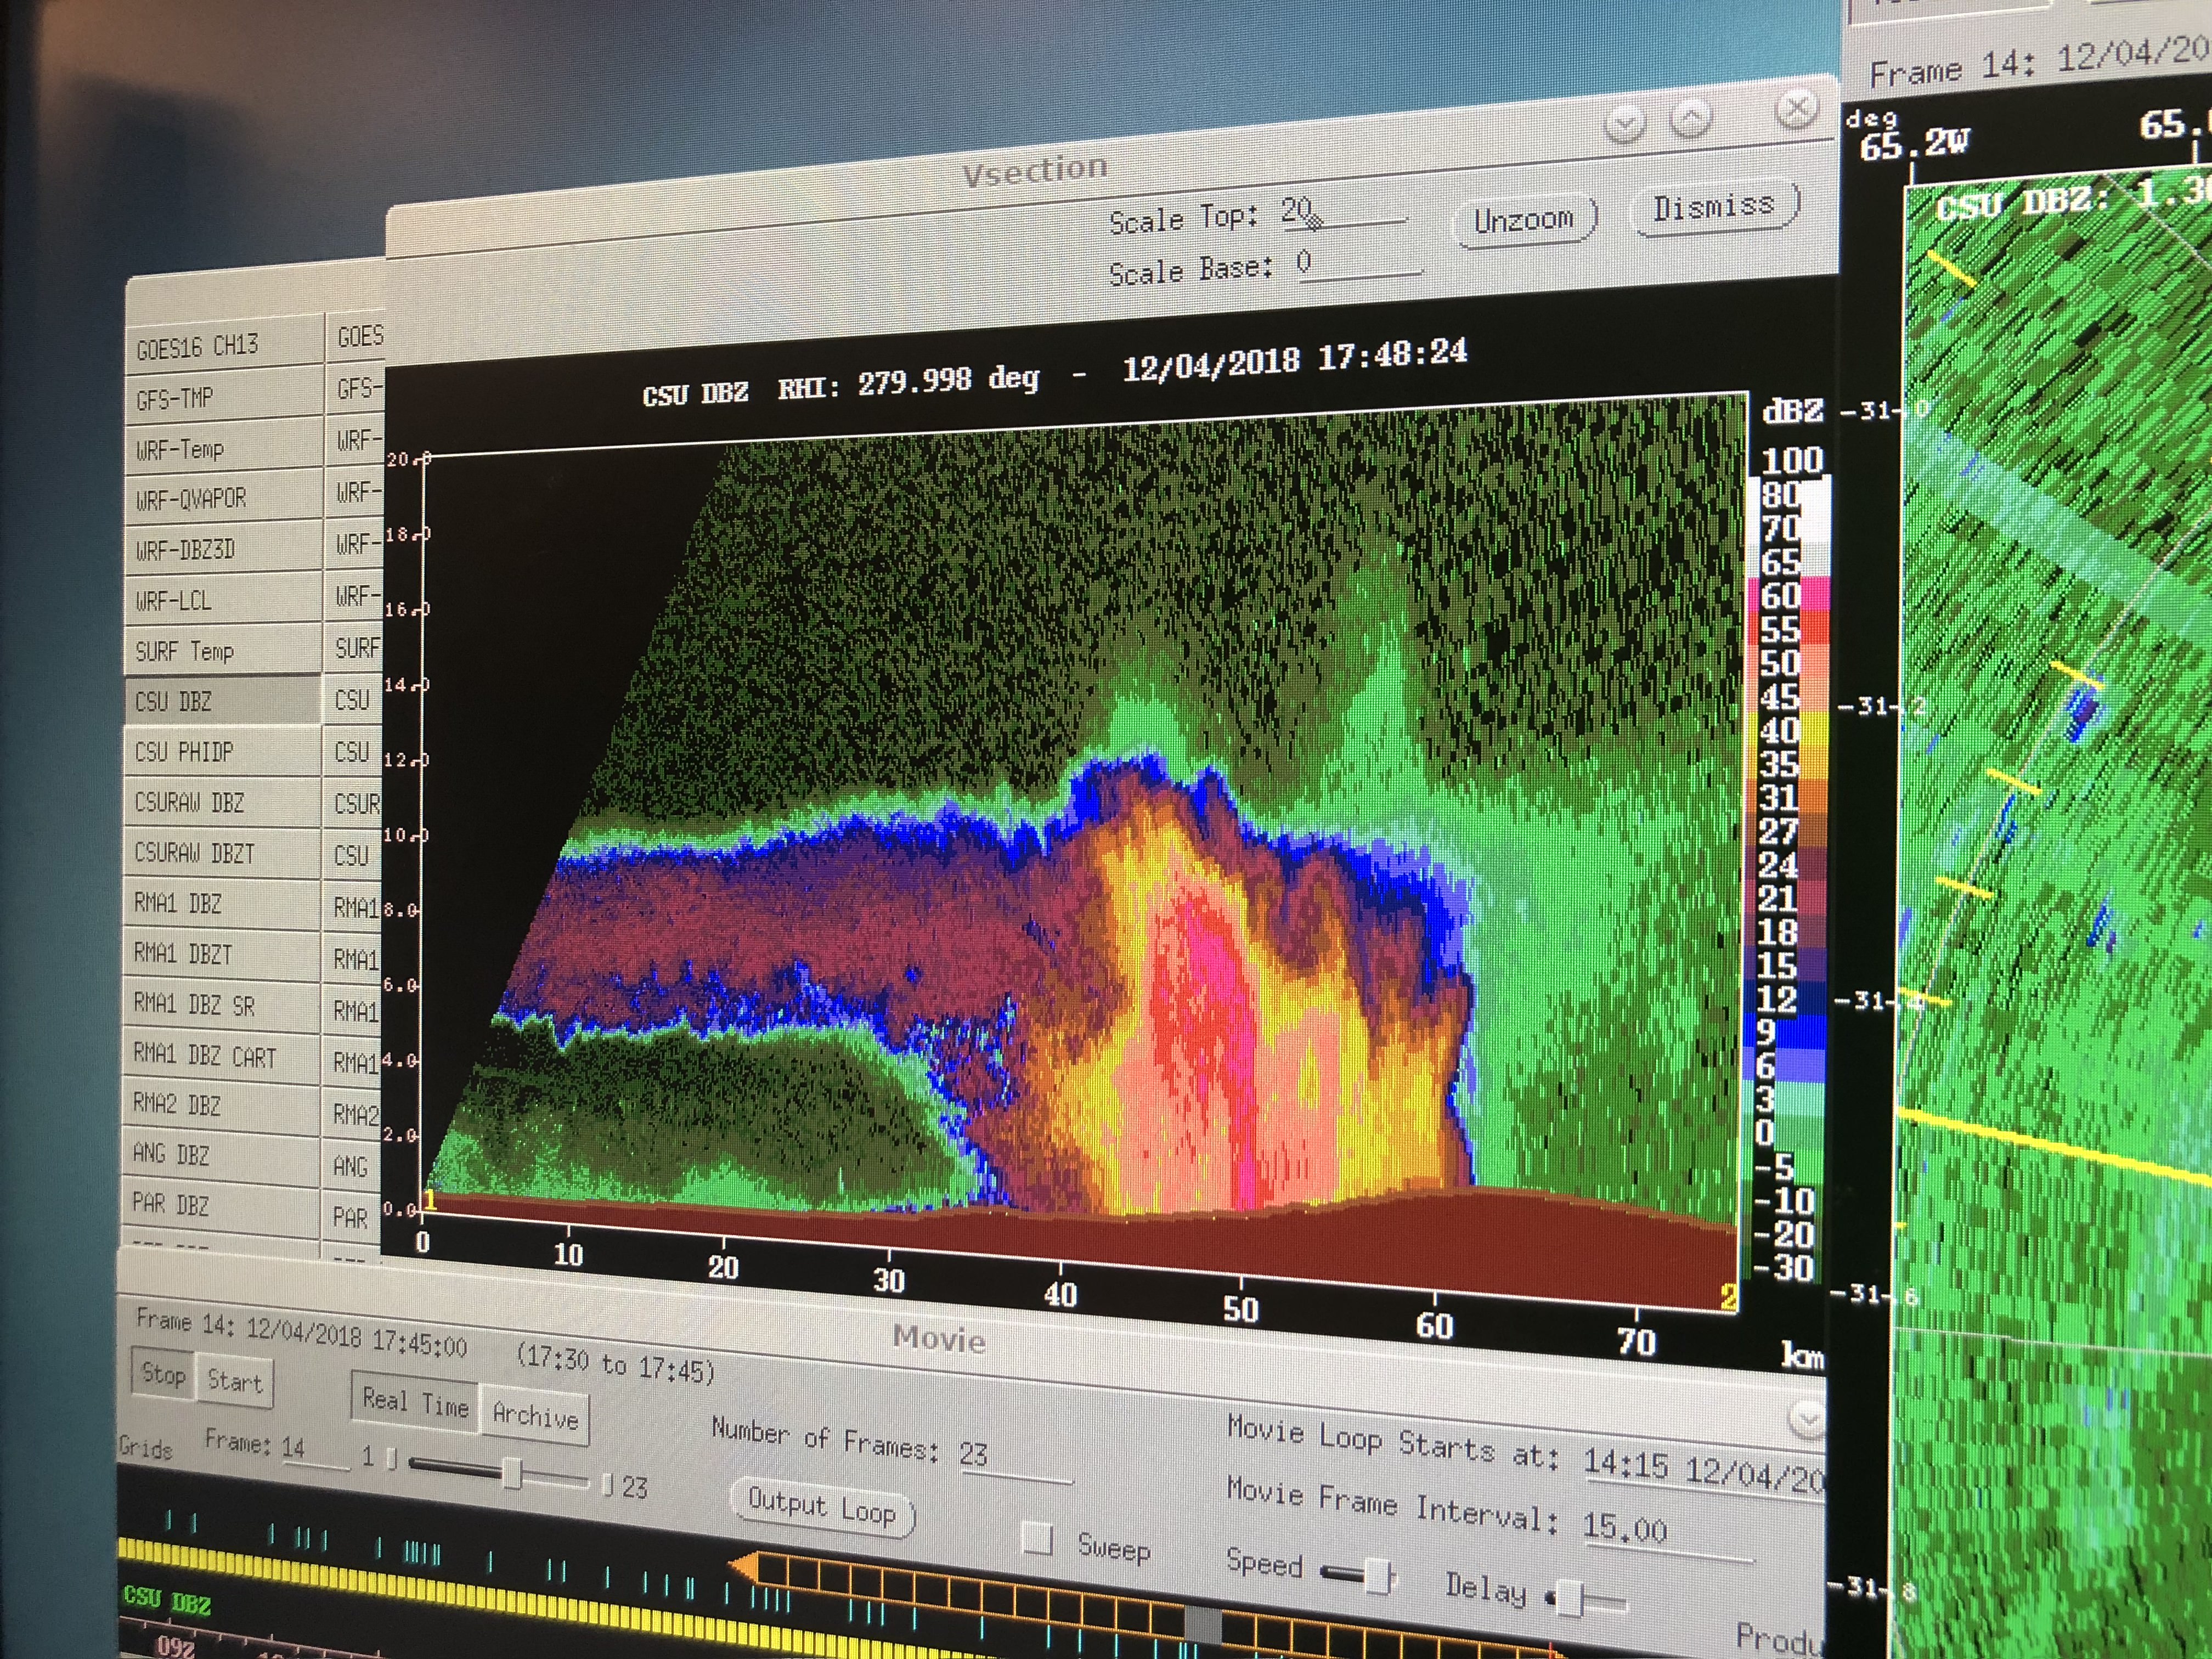 Frame 14: 12/04/20
deg
65.2W
65.
CSU DBZ: 1.3
-31.0
-31.2
-31.4
-31.6
-31.8
Vsection
Scale Top: 20
Scale Base: 0
Unzoom
Dismiss
CSU DBZ RHI: 279.998 deg - 12/04/2018 17:48:24
20.0
18.0
16.0
14.0
12.0
10.0
8.0
6.0
4.0
2.0
0.0
1
2
0 10 20 30 40 50 60 70 km
dBZ
100
80
70
65
60
55
50
45
40
35
31
27
24
21
18
15
12
9
6
3
0
-5
-10
-20
-30
GOES16 CH13 GOES
GFS-TMP GFS-
WRF-Temp WRF-
WRF-QVAPOR WRF-
WRF-DBZ3D WRF-
WRF-LCL WRF-
SURF Temp SURF
CSU DBZ CSU
CSU PHIDP CSU
CSURAW DBZ CSUR
CSURAW DBZT CSU
RMA1 DBZ RMA1
RMA1 DBZT RMA1
RMA1 DBZ SR RMA1
RMA1 DBZ CART RMA1
RMA2 DBZ RMA2
ANG DBZ ANG
PAR DBZ PAR
--- --- ---
Movie
Frame 14: 12/04/2018 17:45:00 (17:30 to 17:45)
Stop Start
Real Time Archive
Grids
Frame: 14
1 23
Number of Frames: 23
Output Loop
Sweep
Movie Loop Starts at: 14:15 12/04/20
Movie Frame Interval: 15.00
Speed
Delay
Produ
CSU DBZ
09Z